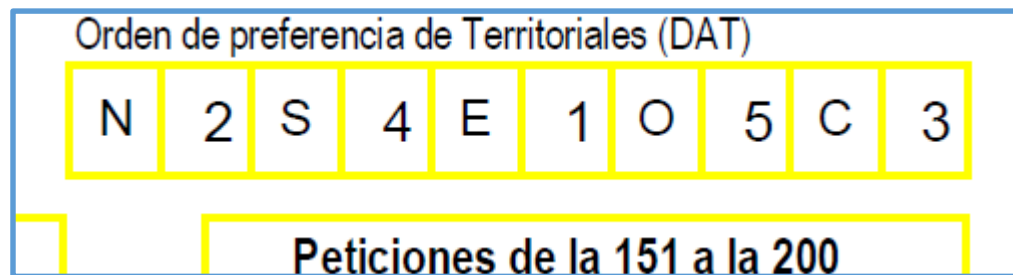 Orden de preferencia de Territoriales (DAT)
N 2 S 4 E 1 O 5 C 3
Peticiones de la 151 a la 200